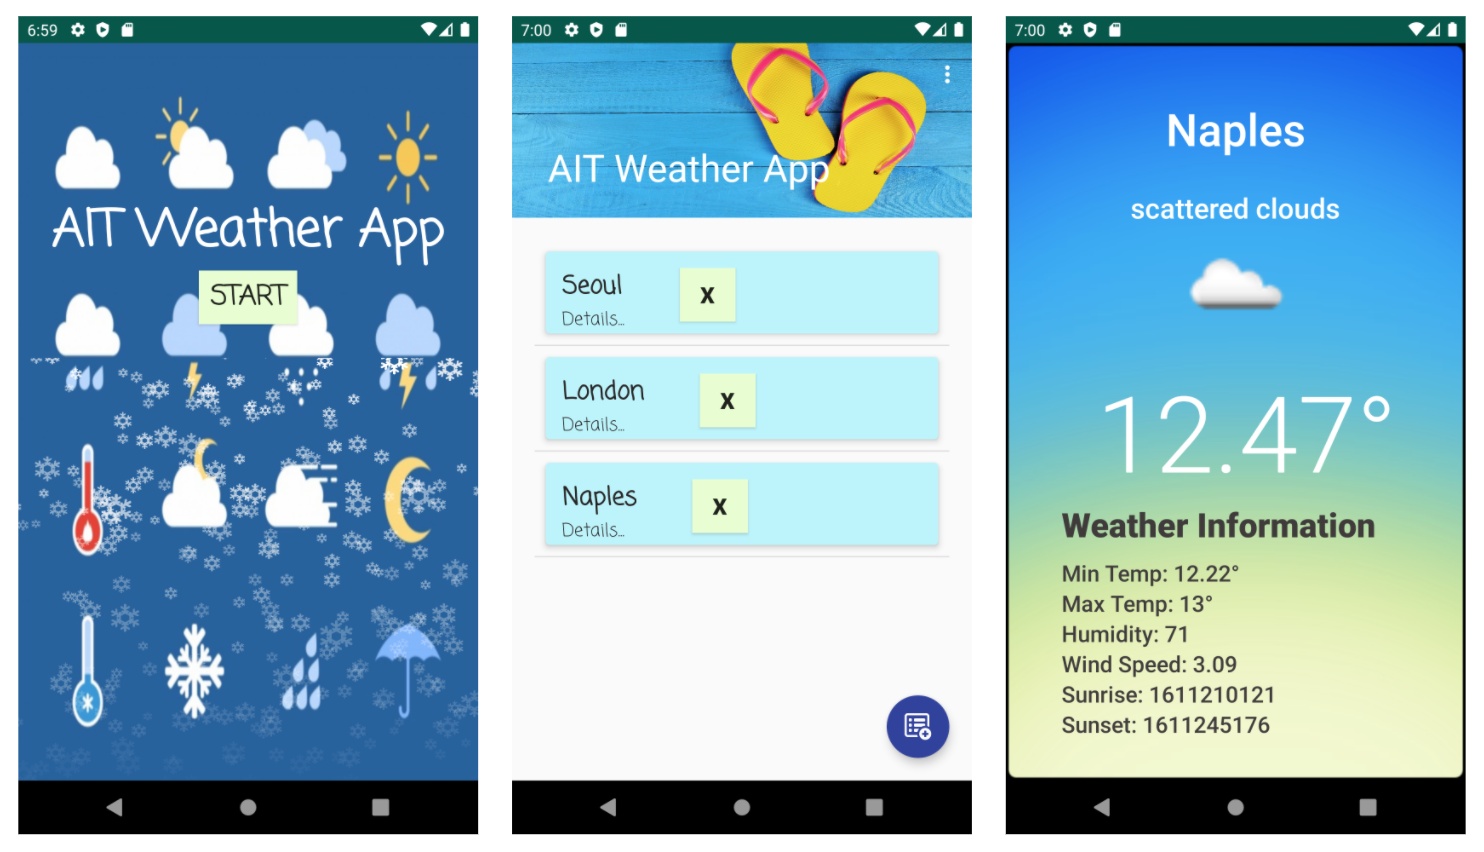 6:59
AIT Weather App
START
7:00
AIT Weather App
Seoul
Details...
X
London
Details...
X
Naples
Details...
X
7:00
Naples
scattered clouds
12.47°
Weather Information
Min Temp: 12.22°
Max Temp: 13°
Humidity: 71
Wind Speed: 3.09
Sunrise: 1611210121
Sunset: 1611245176